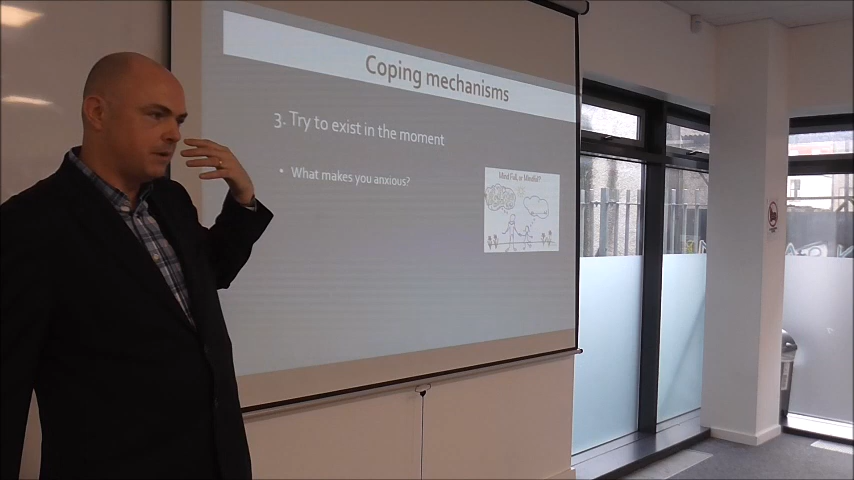 Coping mechanisms
3. Try to exist in the moment
• What makes you anxious?
Mind Full, or Mindful?